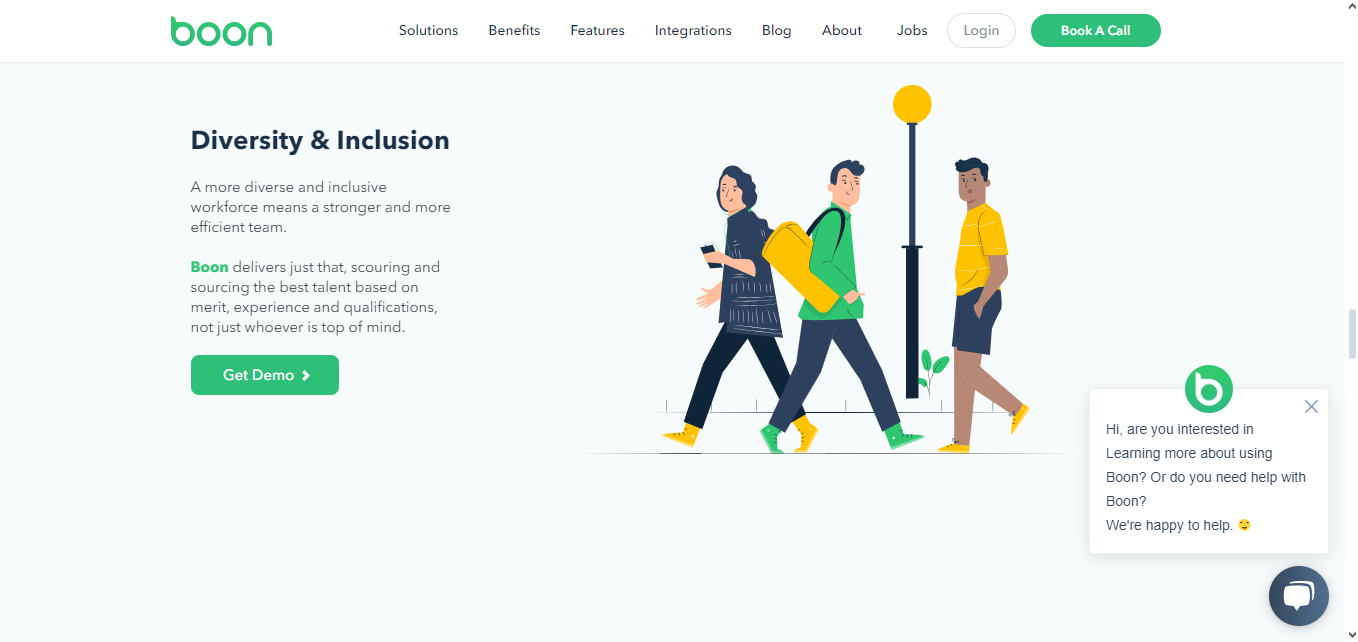 boon
Solutions
Benefits
Features
Integrations
Blog
About
Jobs
Login
Book A Call
Diversity & Inclusion
A more diverse and inclusive
workforce means a stronger and more
efficient team.
Boon delivers just that, scouring and
sourcing the best talent based on
merit, experience and qualifications,
not just whoever is top of mind.
Get Demo
b
Hi, are you interested in
Learning more about using
Boon? Or do you need help with
Boon?
We're happy to help. 😉